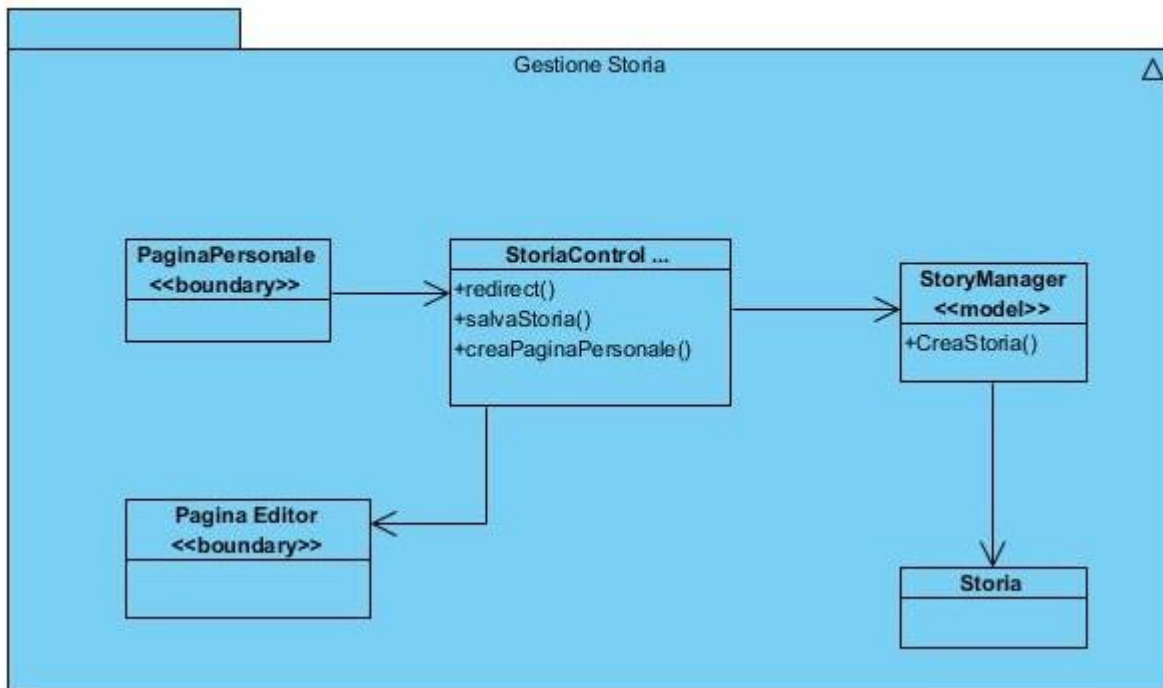 Gestione Storia
PaginaPersonale
<<boundary>>
StoriaControl ...
+redirect()
+salvaStoria()
+creaPaginaPersonale()
StoryManager
<<model>>
+CreaStoria()
Pagina Editor
<<boundary>>
Storia